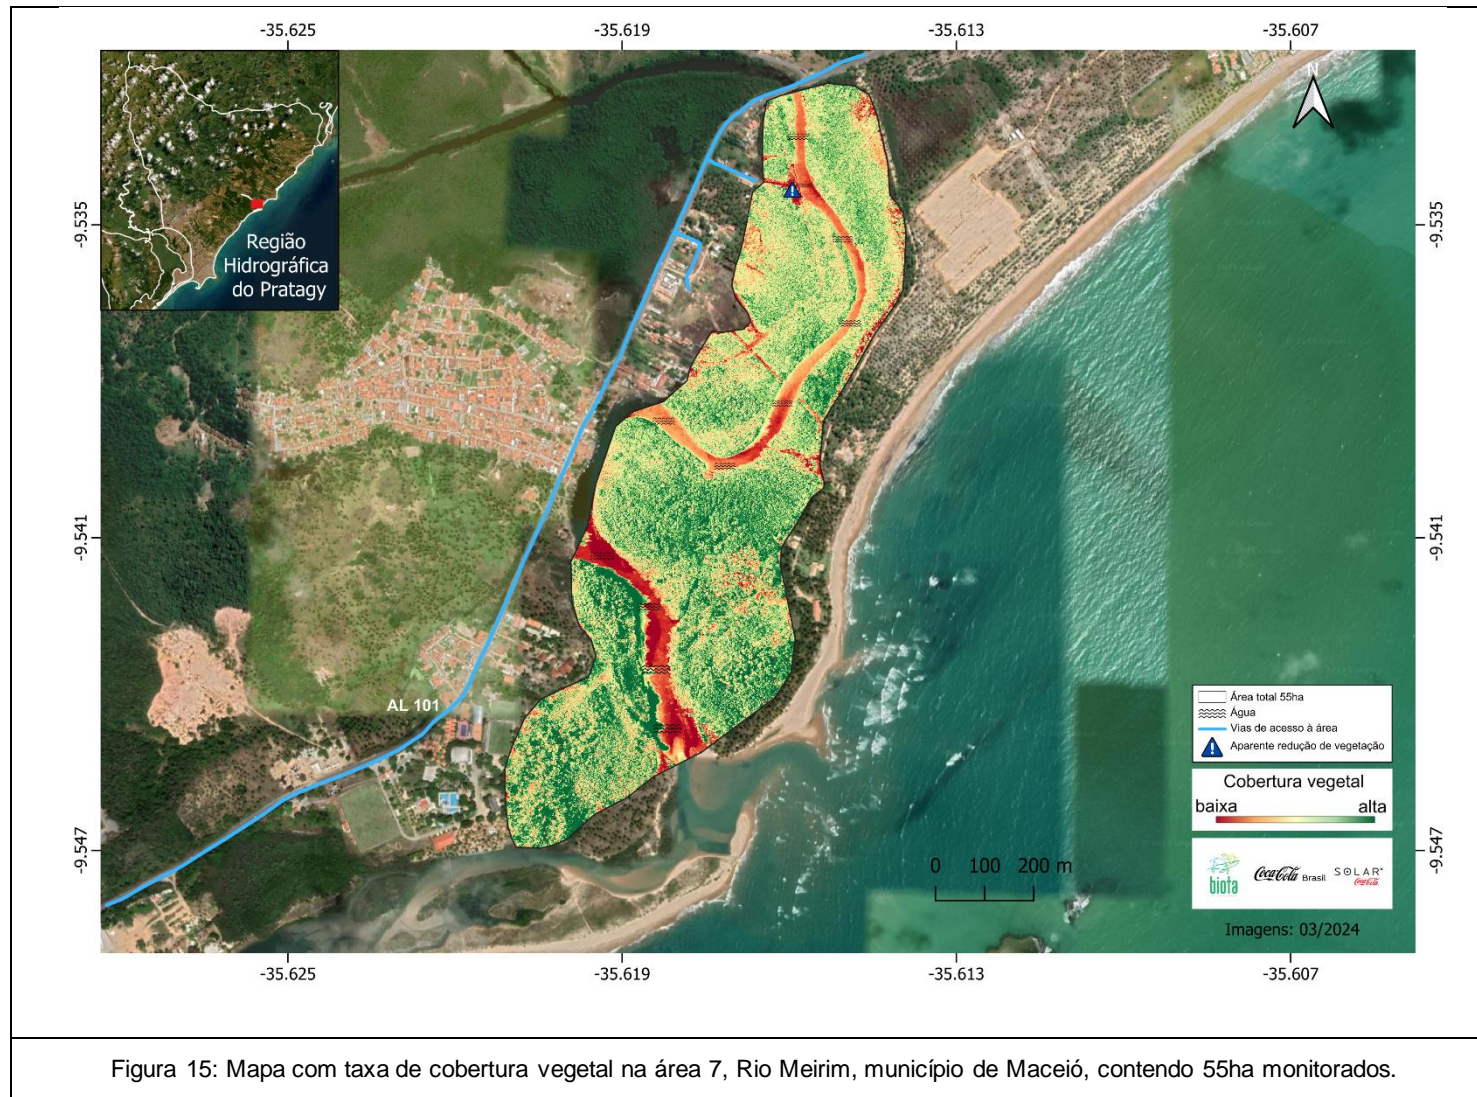 -35.625
-35.619
-35.613
-35.607
Região
Hidrográfica
do Pratagy
-9.535
-9.535
-9.541
-9.541
AL 101
Área total 55ha
Água
Vias de acesso à área
Aparente redução de vegetação
Cobertura vegetal
baixa alta
-9.547
-9.547
0 100 200 m
biota Coca-Cola Brasil SOLAR Coca-Cola
Imagens: 03/2024
-35.625
-35.619
-35.613
-35.607
Figura 15: Mapa com taxa de cobertura vegetal na área 7, Rio Meirim, município de Maceió, contendo 55ha monitorados.